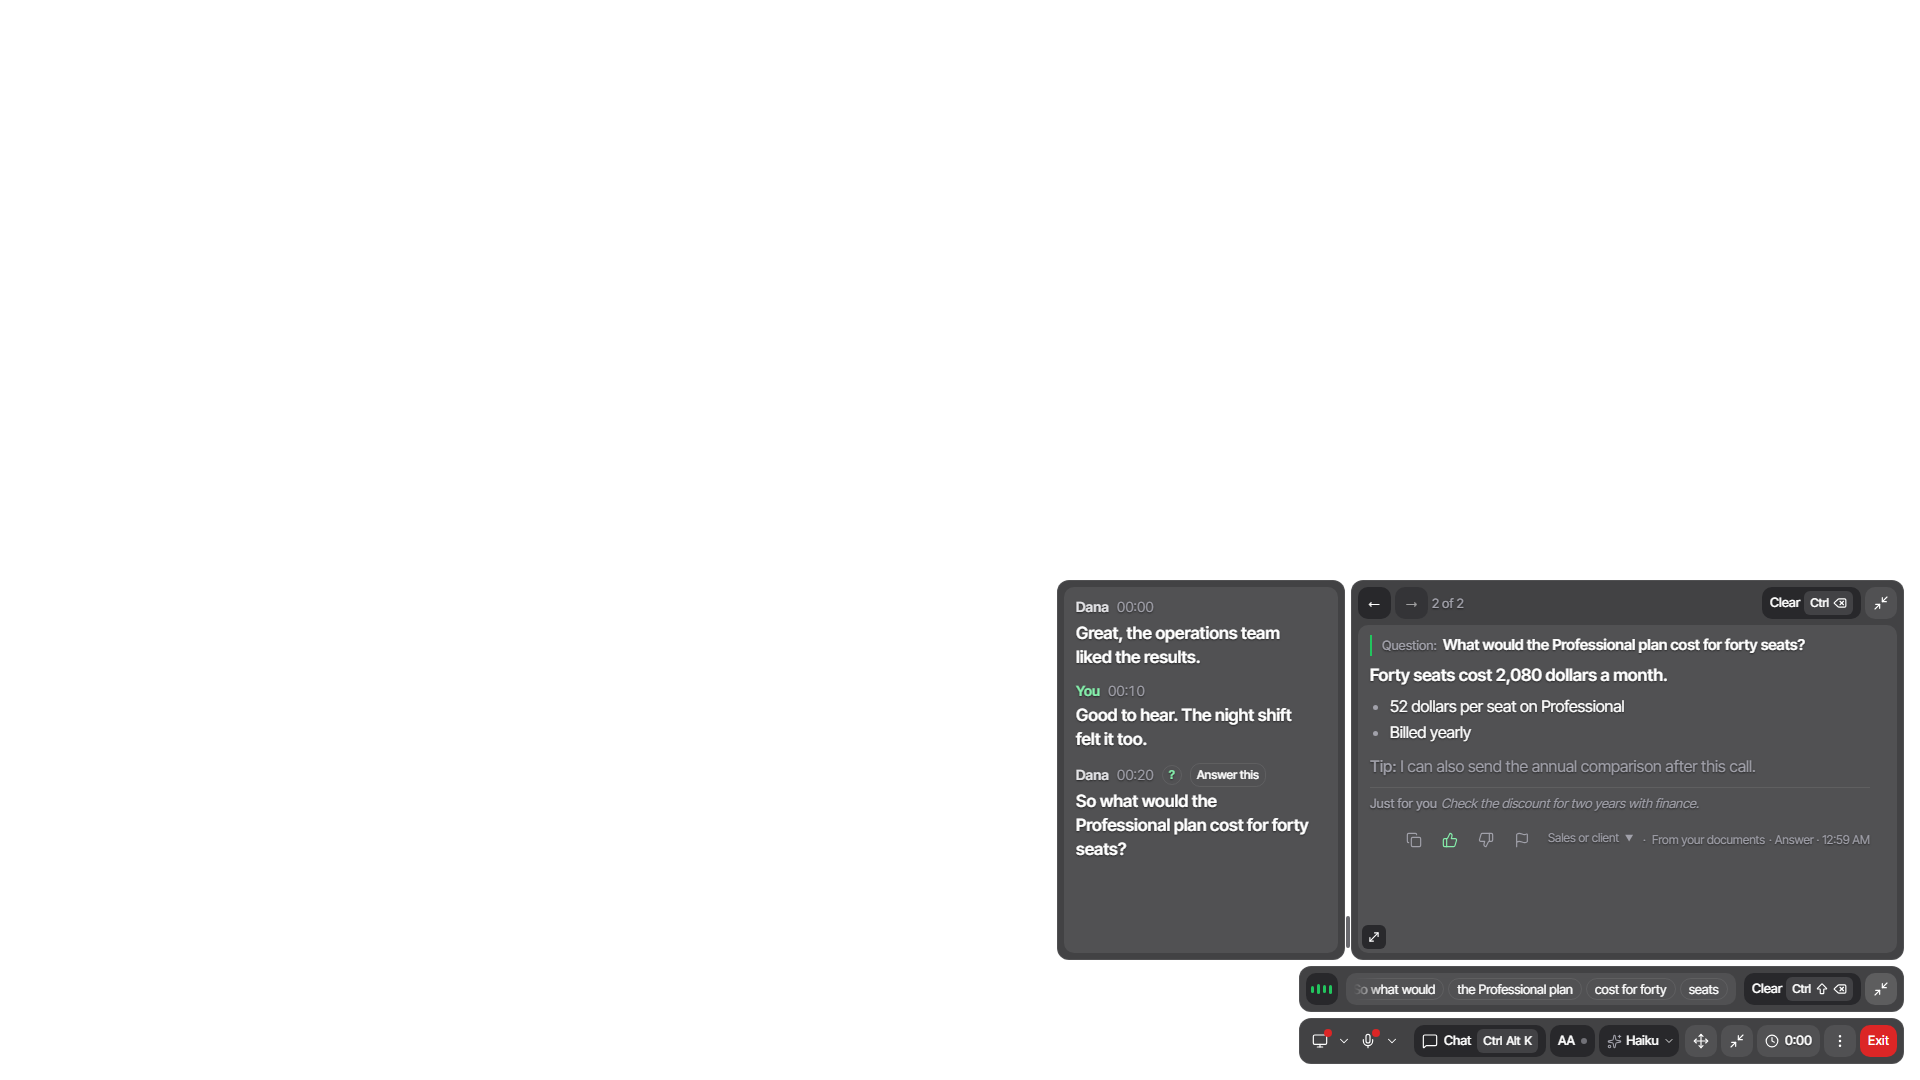 Dana 00:00
Great, the operations team
liked the results.
You 00:10
Good to hear. The night shift
felt it too.
Dana 00:20 ? Answer this
So what would the
Professional plan cost for forty
seats?
← → 2 of 2 Clear Ctrl
Question: What would the Professional plan cost for forty seats?
Forty seats cost 2,080 dollars a month.
• 52 dollars per seat on Professional
• Billed yearly
Tip: I can also send the annual comparison after this call.
Just for you Check the discount for two years with finance.
Sales or client ▼ · From your documents · Answer · 12:59 AM
So what would the Professional plan cost for forty seats Clear Ctrl
Chat Ctrl Alt K AA Haiku 0:00 Exit